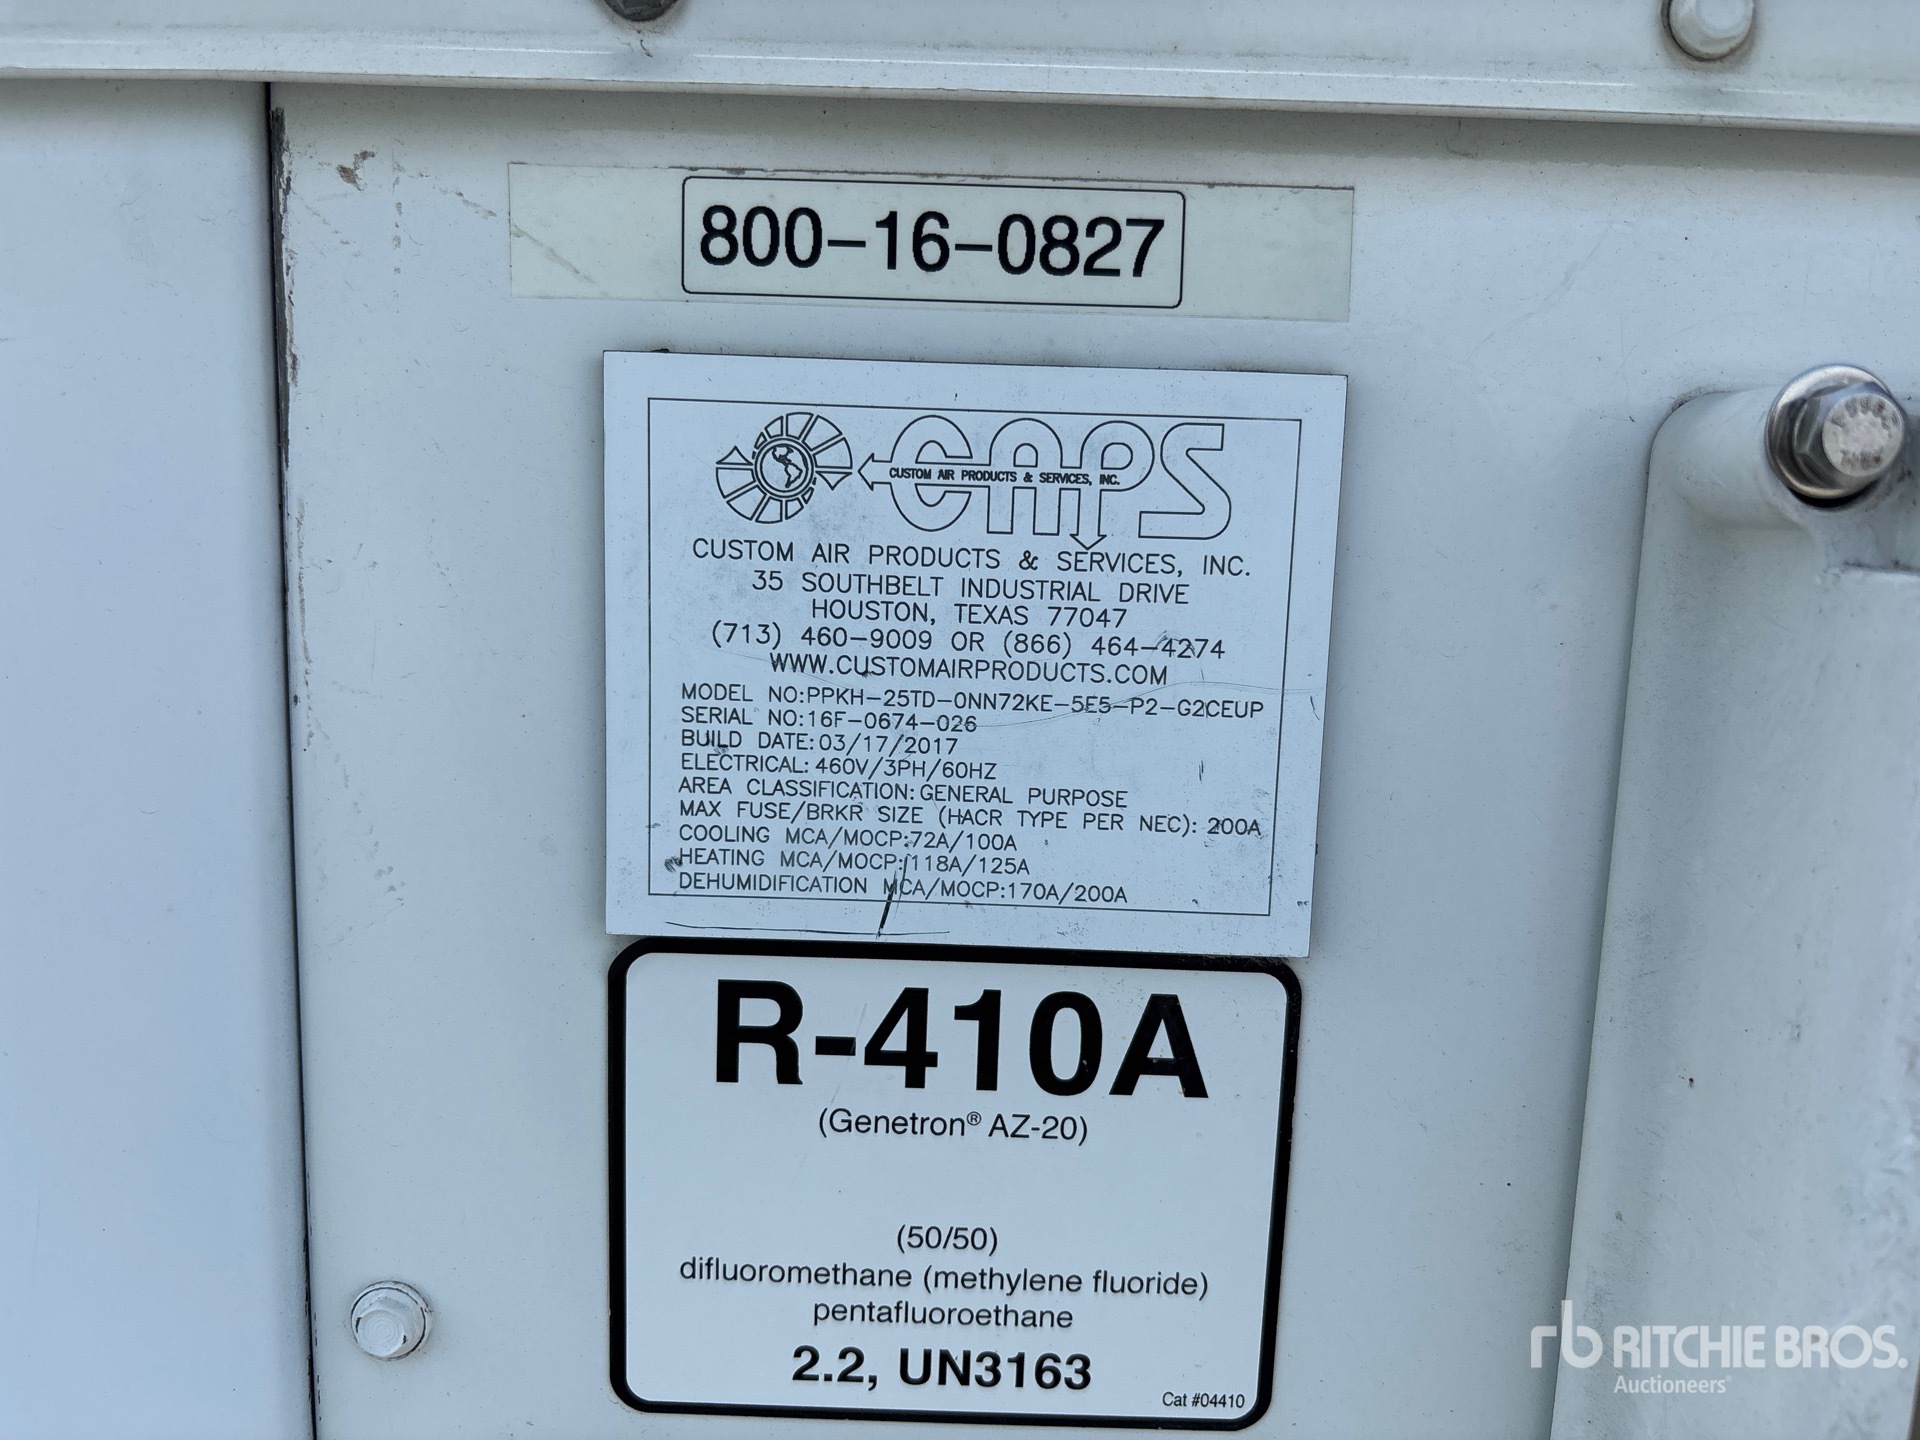 800-16-0827
CAPS
CUSTOM AIR PRODUCTS & SERVICES, INC.
CUSTOM AIR PRODUCTS & SERVICES, INC.
35 SOUTHBELT INDUSTRIAL DRIVE
HOUSTON, TEXAS 77047
(713) 460-9009 OR (866) 464-4274
WWW.CUSTOMAIRPRODUCTS.COM
MODEL NO:PPKH-25TD-0NN72KE-5E5-P2-G2CEUP
SERIAL NO:16F-0674-026
BUILD DATE:03/17/2017
ELECTRICAL: 460V/3PH/60HZ
AREA CLASSIFICATION: GENERAL PURPOSE
MAX FUSE/BRKR SIZE (HACR TYPE PER NEC): 200A
COOLING MCA/MOCP:72A/100A
HEATING MCA/MOCP:118A/125A
DEHUMIDIFICATION MCA/MOCP:170A/200A
R-410A
(Genetron® AZ-20)
(50/50)
difluoromethane (methylene fluoride)
pentafluoroethane
2.2, UN3163
Cat #04410
rb RITCHIE BROS.
Auctioneers